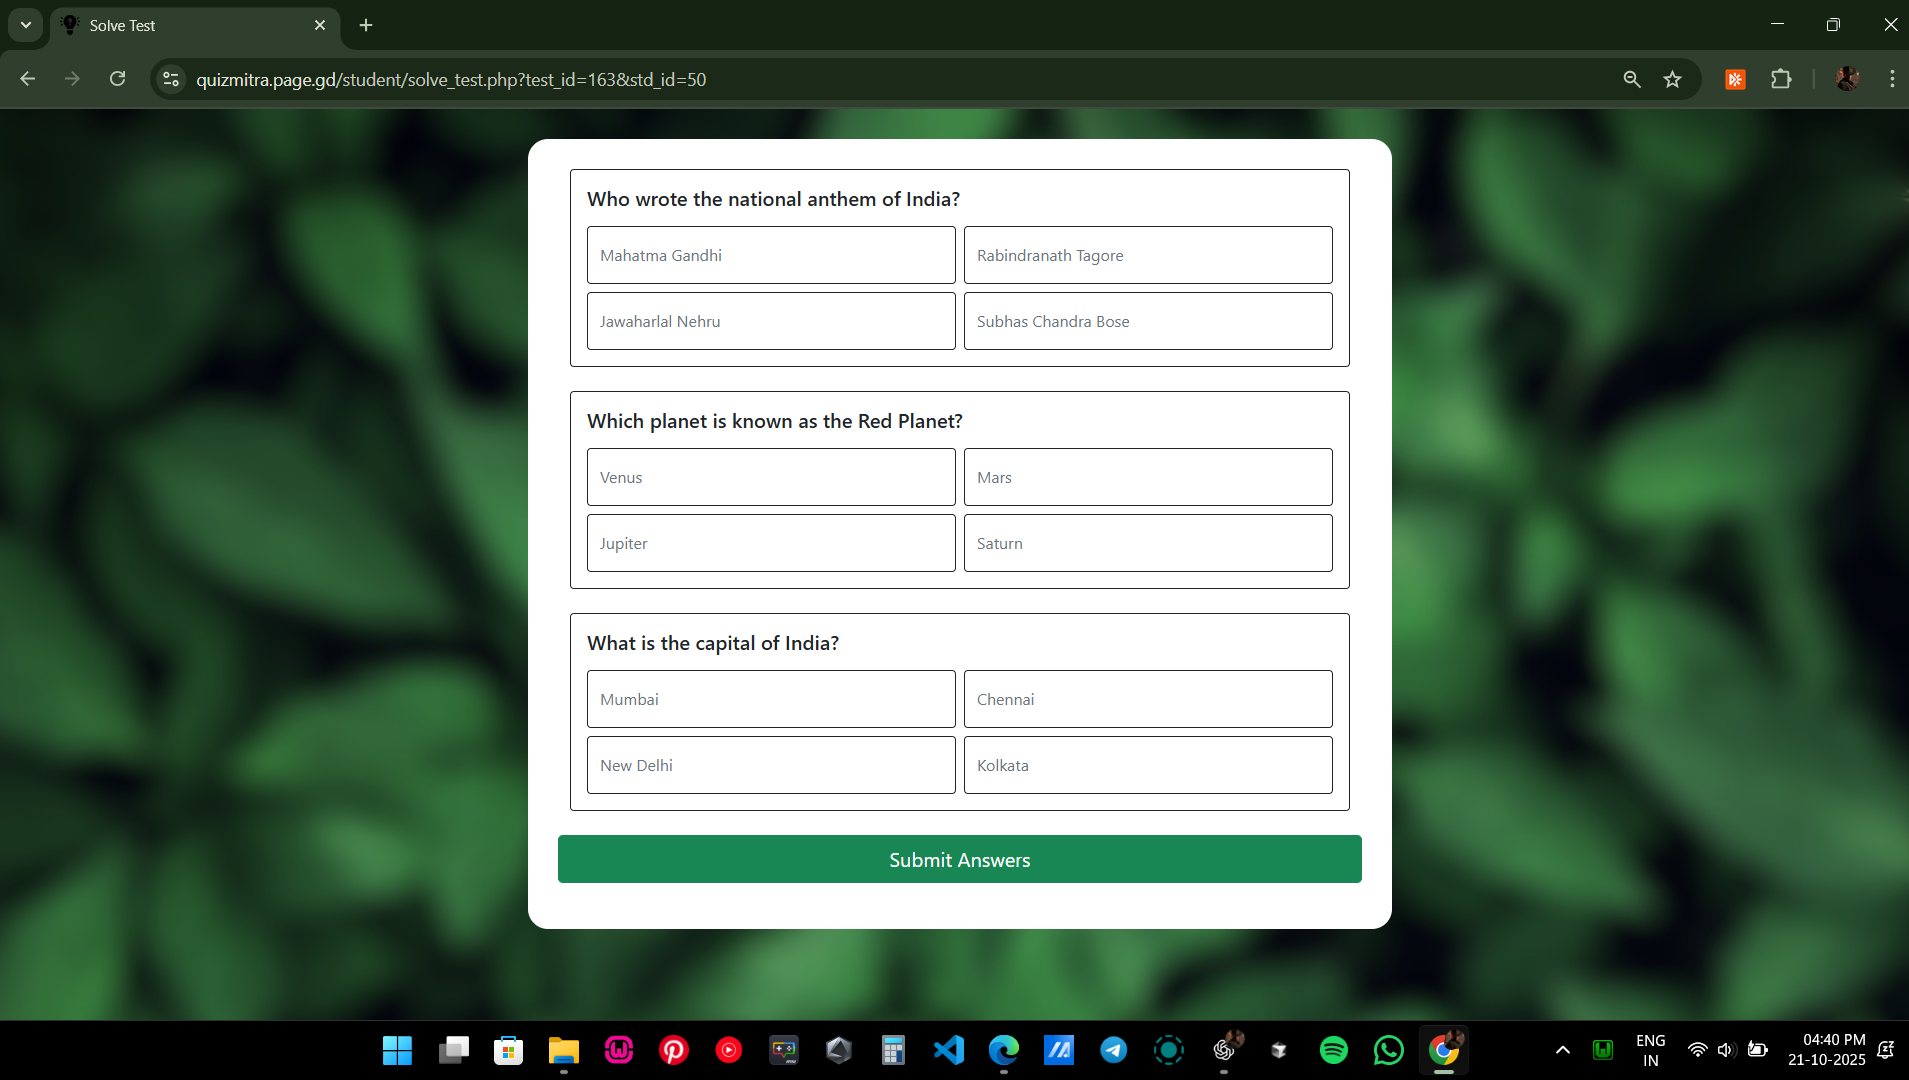 Solve Test
quizmitra.page.gd/student/solve_test.php?test_id=163&std_id=50
Who wrote the national anthem of India?
Mahatma Gandhi
Rabindranath Tagore
Jawaharlal Nehru
Subhas Chandra Bose
Which planet is known as the Red Planet?
Venus
Mars
Jupiter
Saturn
What is the capital of India?
Mumbai
Chennai
New Delhi
Kolkata
Submit Answers
ENG
IN
04:40 PM
21-10-2025